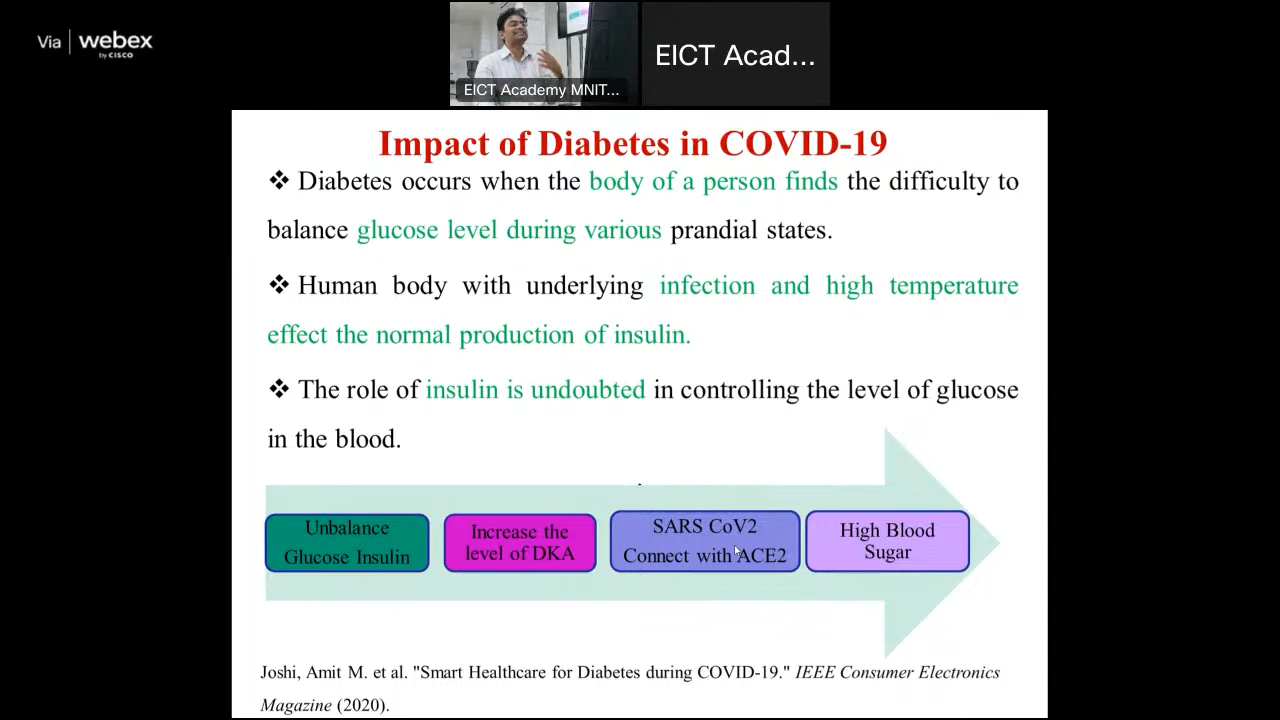 Via webex
by CISCO
EICT Academy MNIT...
EICT Acad...
Impact of Diabetes in COVID-19
❖ Diabetes occurs when the body of a person finds the difficulty to
balance glucose level during various prandial states.
❖ Human body with underlying infection and high temperature
effect the normal production of insulin.
❖ The role of insulin is undoubted in controlling the level of glucose
in the blood.
Unbalance
Glucose Insulin
Increase the
level of DKA
SARS CoV2
Connect with ACE2
High Blood
Sugar
Joshi, Amit M. et al. "Smart Healthcare for Diabetes during COVID-19." IEEE Consumer Electronics
Magazine (2020).